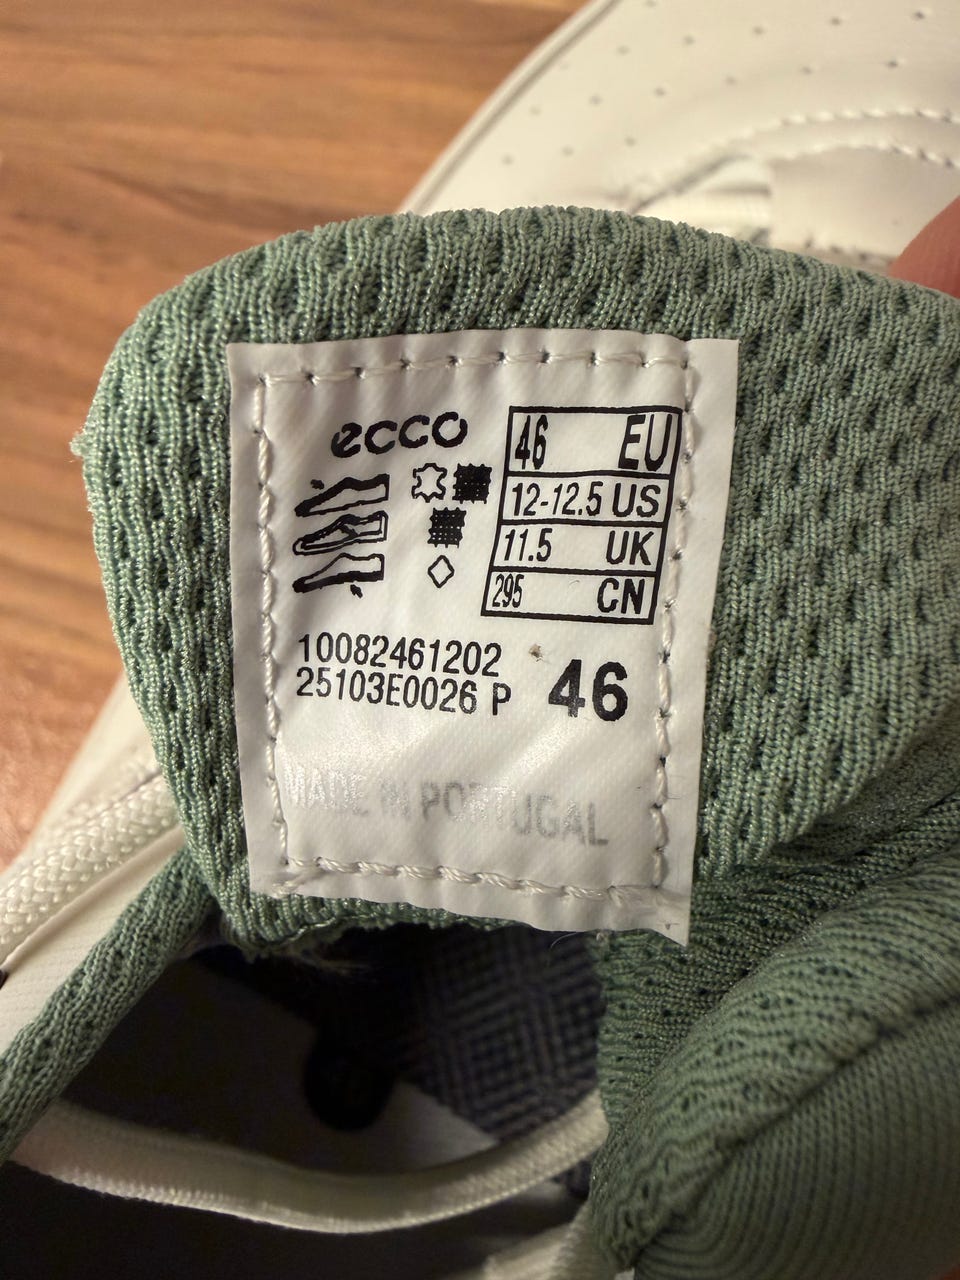 ecco
46 EU
12-12.5 US
11.5 UK
295 CN
10082461202
25103E0026 P
46
MADE IN PORTUGAL